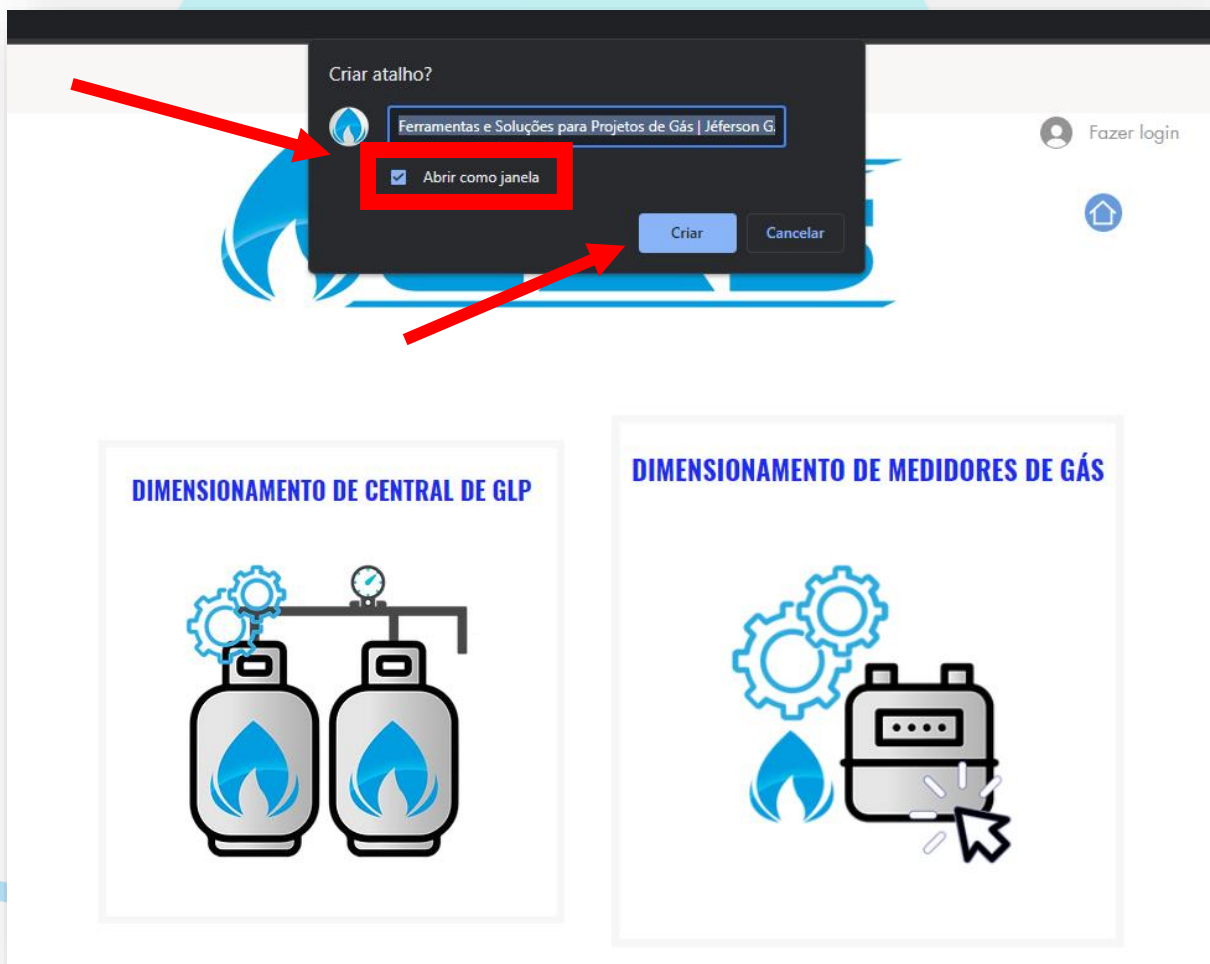 Criar atalho?
Ferramentas e Soluções para Projetos de Gás | Jéferson G.
Abrir como janela
Criar
Cancelar
Fazer login
DIMENSIONAMENTO DE CENTRAL DE GLP
DIMENSIONAMENTO DE MEDIDORES DE GÁS